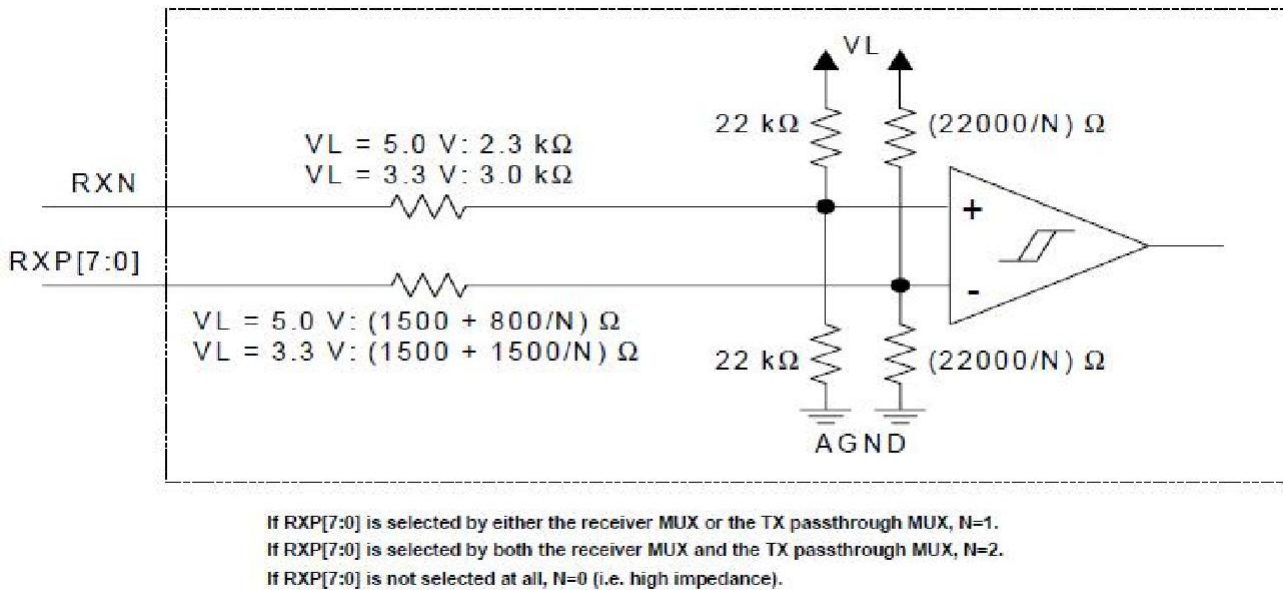 VL
22 kΩ
(22000/N) Ω
VL = 5.0 V: 2.3 kΩ
VL = 3.3 V: 3.0 kΩ
RXN
+
RXP[7:0]
-
VL = 5.0 V: (1500 + 800/N) Ω
VL = 3.3 V: (1500 + 1500/N) Ω
22 kΩ
(22000/N) Ω
AGND
If RXP[7:0] is selected by either the receiver MUX or the TX passthrough MUX, N=1.
If RXP[7:0] is selected by both the receiver MUX and the TX passthrough MUX, N=2.
If RXP[7:0] is not selected at all, N=0 (i.e. high impedance).